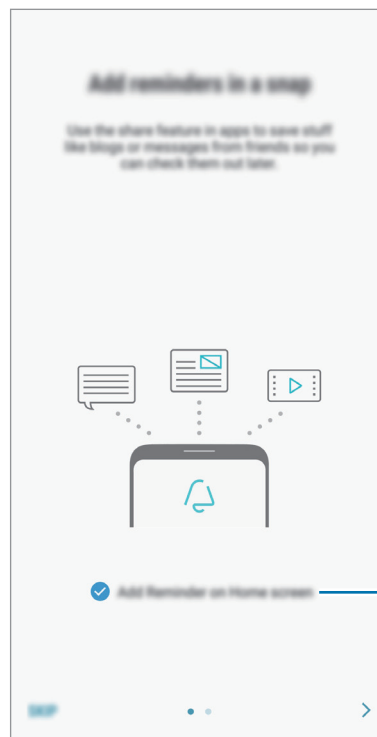 Add reminders in a snap
Use the share feature in apps to save stuff
like blogs or messages from friends so you
can check them out later.
Add Reminder on Home screen
SKIP